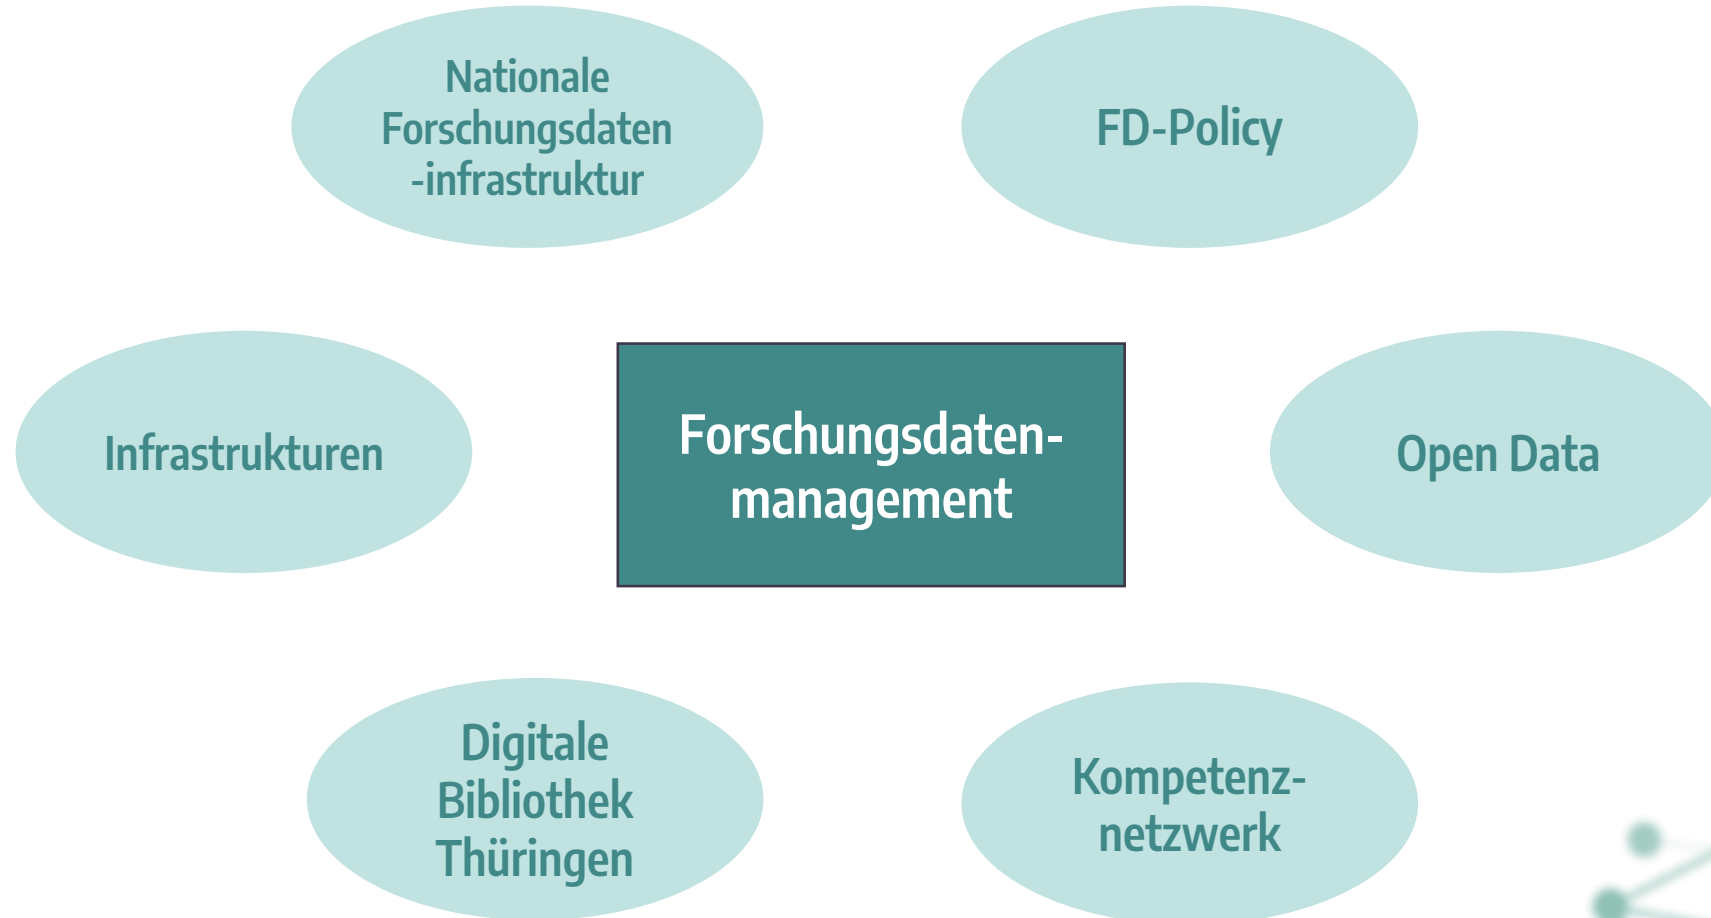 Nationale
Forschungsdaten
-infrastruktur
FD-Policy
Infrastrukturen
Forschungsdaten-
management
Open Data
Digitale
Bibliothek
Thüringen
Kompetenz-
netzwerk